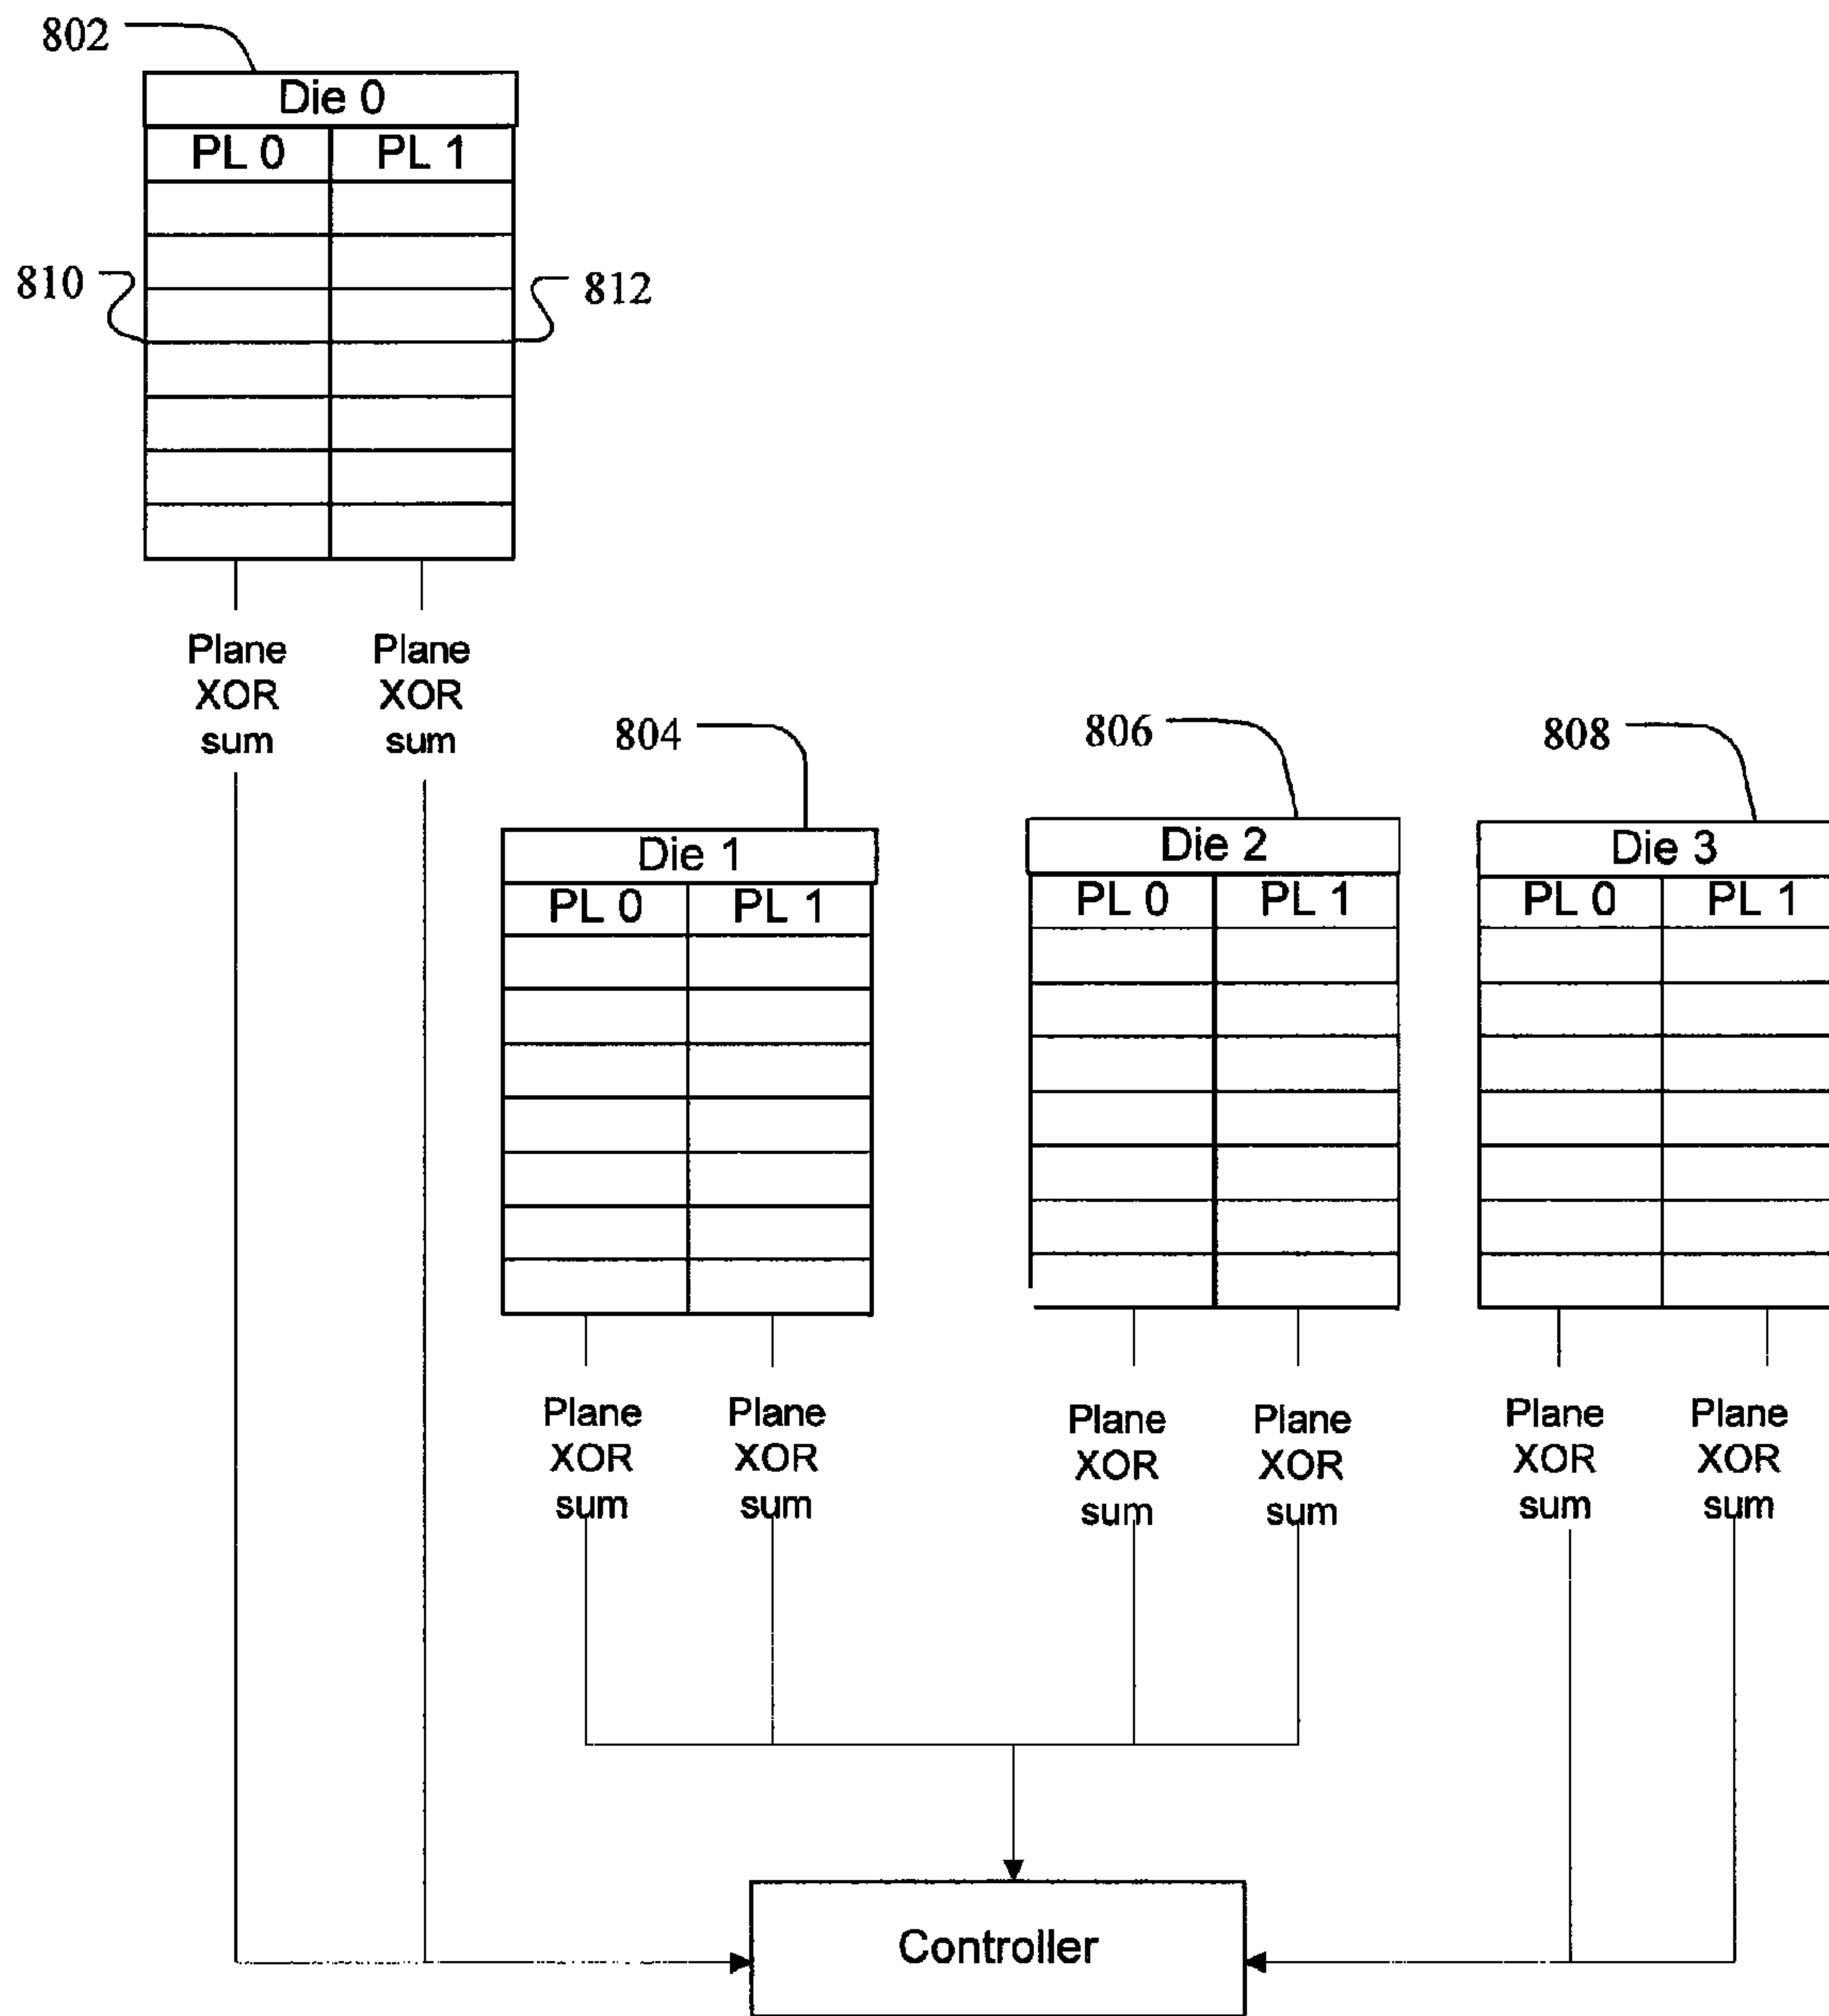 802
Die 0
PL 0 PL 1
810
812
Plane Plane
XOR XOR
sum sum
804
806
808
Die 1
Die 2
Die 3
PL 0 PL 1
PL 0 PL 1
PL 0 PL 1
Plane Plane Plane Plane Plane Plane
XOR XOR XOR XOR XOR XOR
sum sum sum sum sum sum
Controller